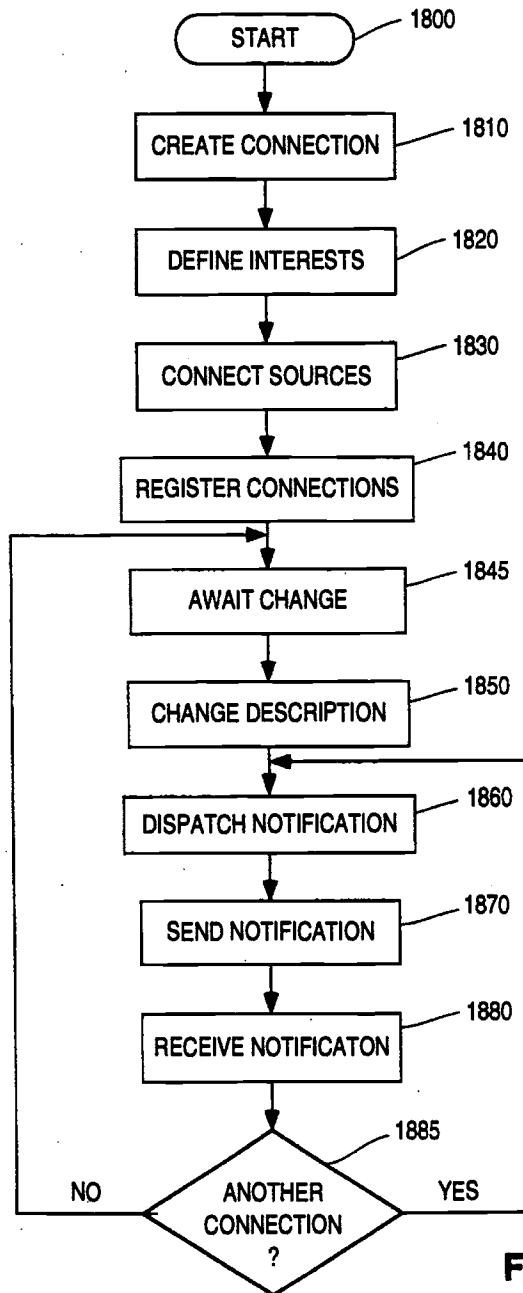 START
1800
CREATE CONNECTION
1810
DEFINE INTERESTS
1820
CONNECT SOURCES
1830
REGISTER CONNECTIONS
1840
AWAIT CHANGE
1845
CHANGE DESCRIPTION
1850
DISPATCH NOTIFICATION
1860
SEND NOTIFICATION
1870
RECEIVE NOTIFICATON
1880
1885
NO
ANOTHER
CONNECTION
?
YES
F